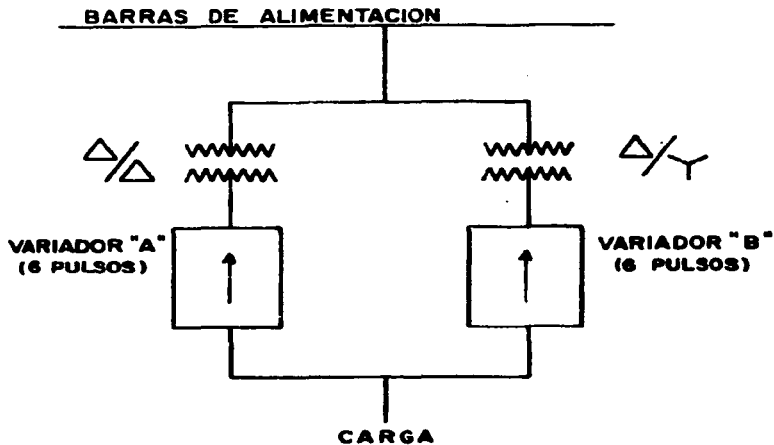 BARRAS DE ALIMENTACION
Δ/Δ
Δ/Y
VARIADOR "A"
(6 PULSOS)
VARIADOR "B"
(6 PULSOS)
CARGA